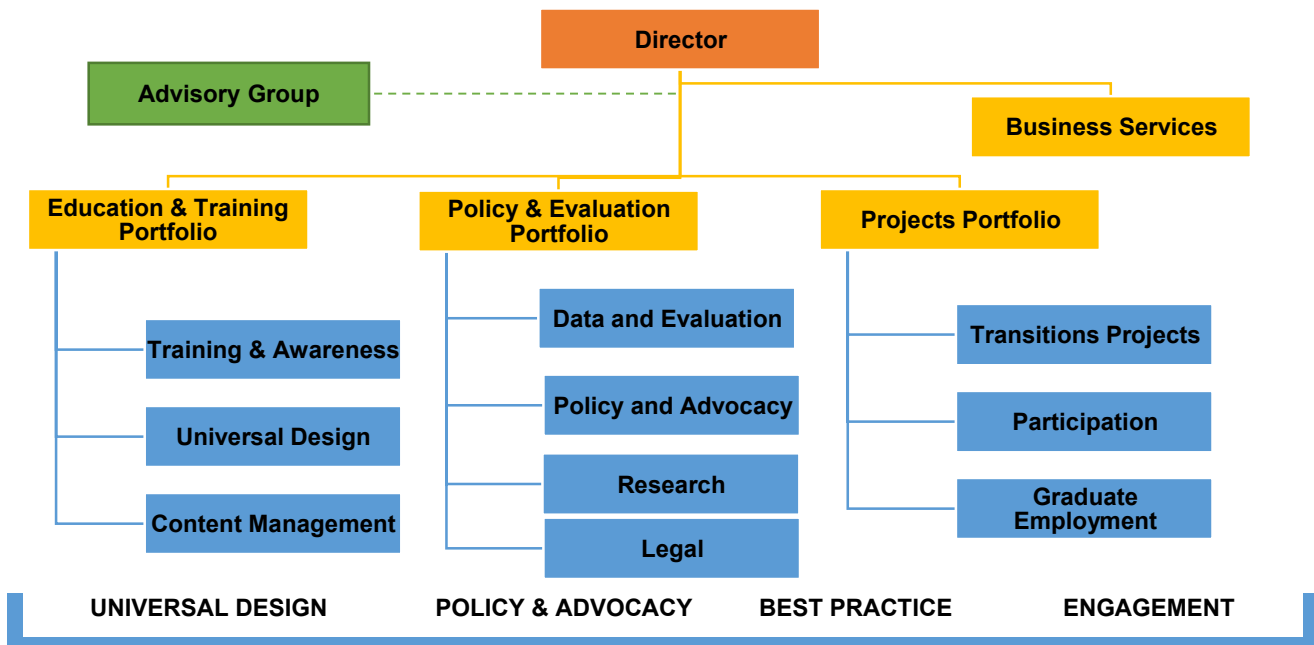 Director
Advisory Group
Business Services
Education & Training
Portfolio
Policy & Evaluation
Portfolio
Projects Portfolio
Training & Awareness
Universal Design
Content Management
Data and Evaluation
Policy and Advocacy
Research
Legal
Transitions Projects
Participation
Graduate
Employment
UNIVERSAL DESIGN
POLICY & ADVOCACY
BEST PRACTICE
ENGAGEMENT